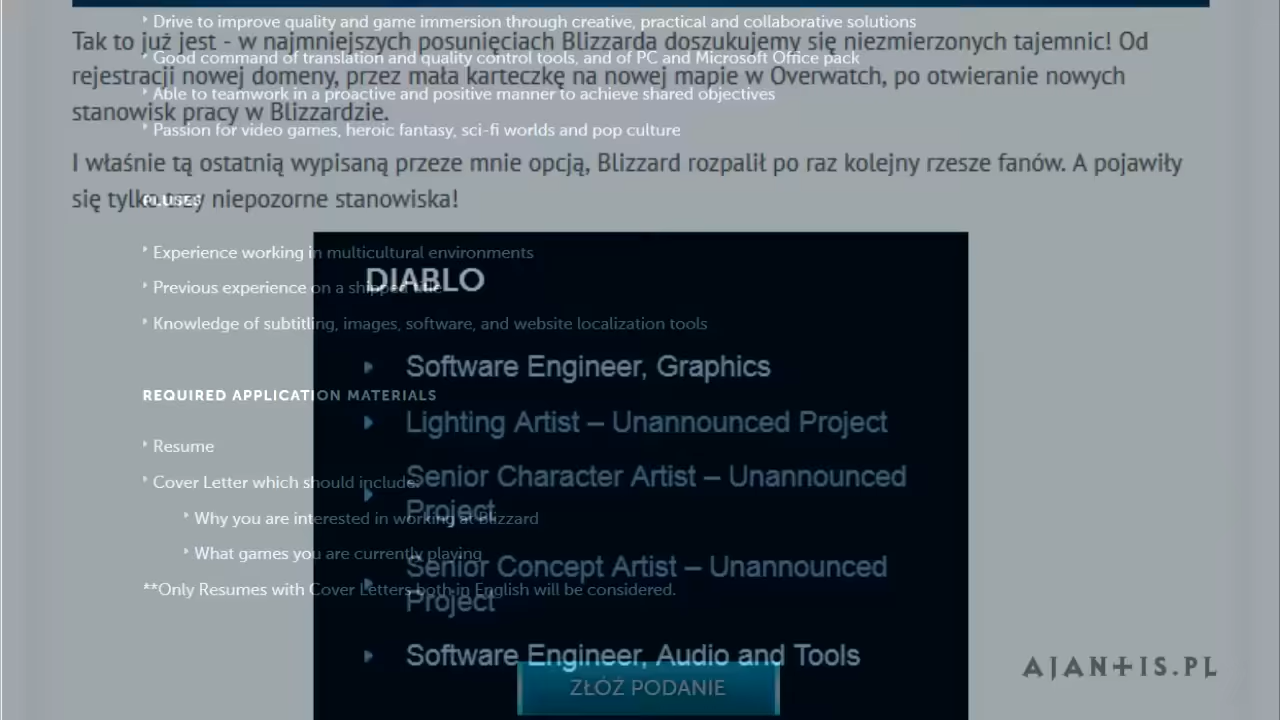 Drive to improve quality and game immersion through creative, practical and collaborative solutions
Tak to już jest - w najmniejszych posunięciach Blizzarda doszukujemy się niezmierzonych tajemnic! Od
Good command of translation and quality control tools, and of PC and Microsoft Office pack
rejestracji nowej domeny, przez mała karteczkę na nowej mapie w Overwatch, po otwieranie nowych
Able to teamwork in a proactive and positive manner to achieve shared objectives
stanowisk pracy w Blizzardzie.
Passion for video games, heroic fantasy, sci-fi worlds and pop culture
I właśnie tą ostatnią wypisaną przeze mnie opcją, Blizzard rozpalił po raz kolejny rzesze fanów. A pojawiły
się tylko trzy niepozorne stanowiska!
PLUSES
Experience working in multicultural environments
DIABLO
Previous experience on a shipped title
Knowledge of subtitling, images, software, and website localization tools
Software Engineer, Graphics
REQUIRED APPLICATION MATERIALS
Lighting Artist – Unannounced Project
Resume
Senior Character Artist – Unannounced
Cover Letter which should include:
Project
Why you are interested in working at Blizzard
What games you are currently playing
Senior Concept Artist – Unannounced
**Only Resumes with Cover Letters both in English will be considered.
Project
Software Engineer, Audio and Tools
AJANTIS.PL
ZŁÓŻ PODANIE